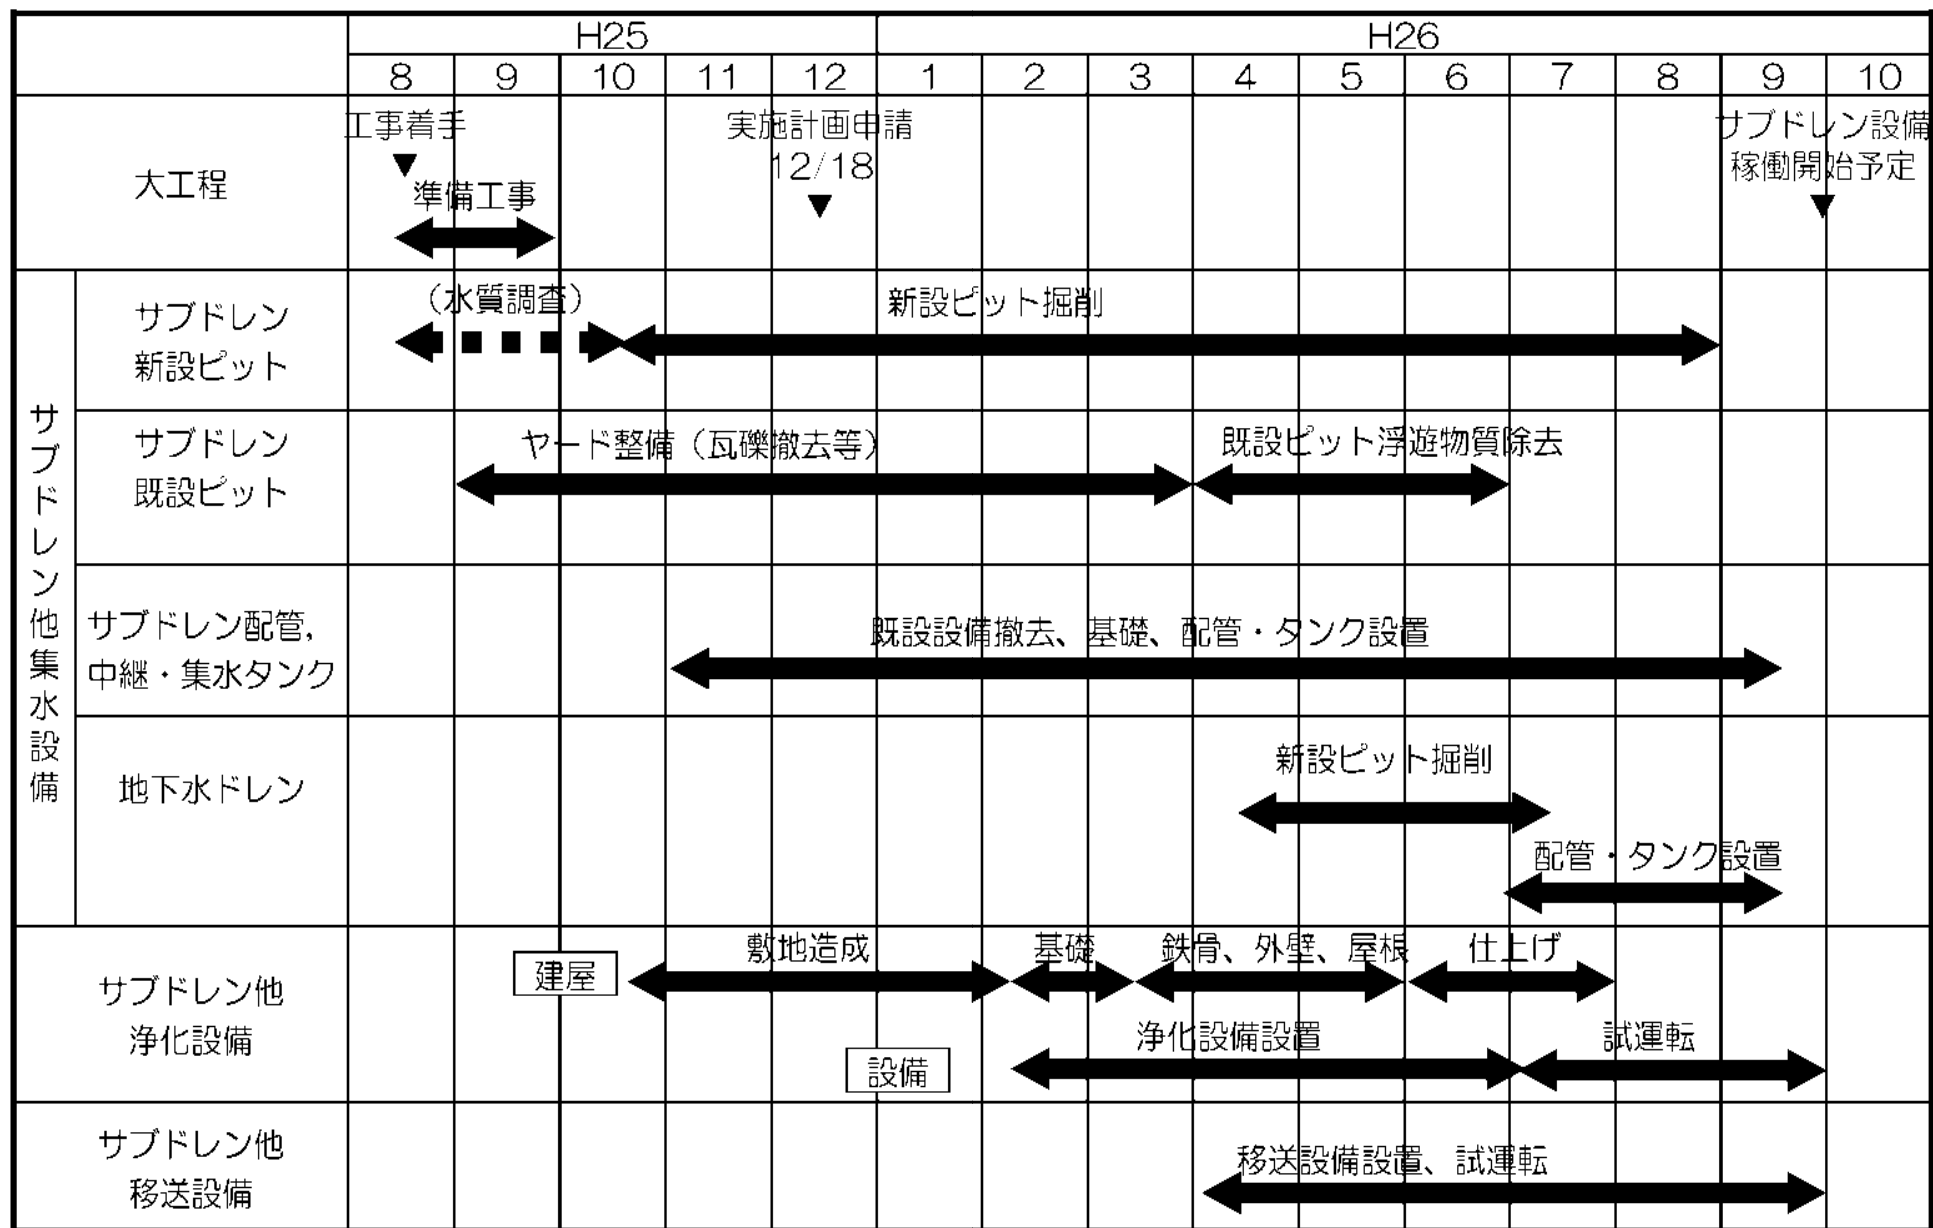 H25 H26
8 9 10 11 12 1 2 3 4 5 6 7 8 9 10
大工程
工事着手
準備工事
実施計画申請
12/18
サブドレン設備
稼働開始予定
サブドレン他集水設備
サブドレン
新設ピット
（水質調査）
新設ピット掘削
サブドレン
既設ピット
ヤード整備（瓦礫撤去等）
既設ピット浮遊物質除去
サブドレン配管,
中継・集水タンク
既設設備撤去、基礎、配管・タンク設置
地下水ドレン
新設ピット掘削
配管・タンク設置
サブドレン他
浄化設備
建屋
敷地造成
基礎
鉄骨、外壁、屋根
仕上げ
設備
浄化設備設置
試運転
サブドレン他
移送設備
移送設備設置、試運転